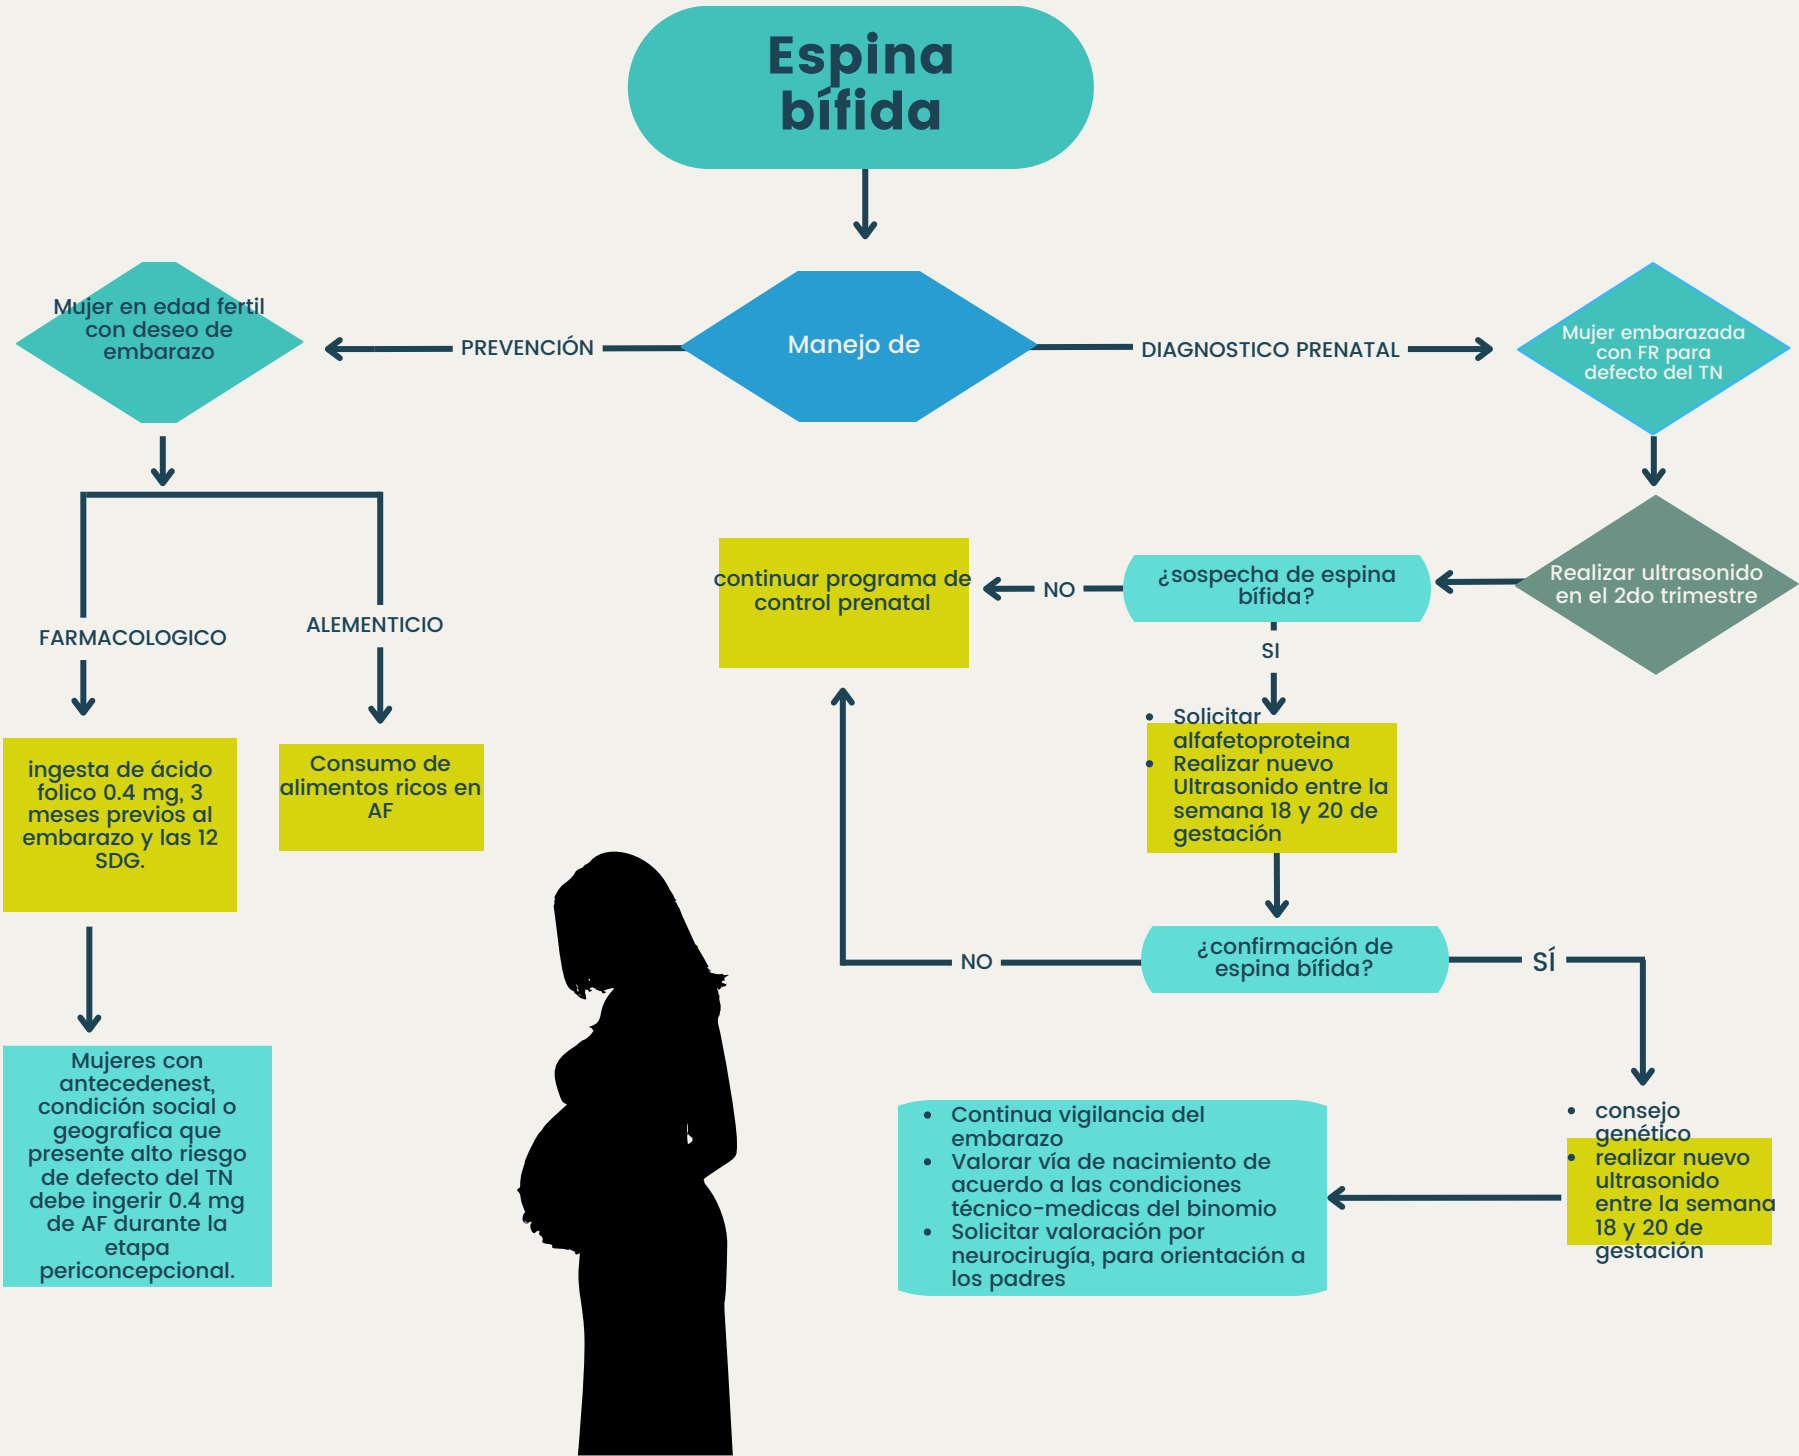 Espina
bífida
Mujer en edad fertil
con deseo de
embarazo
PREVENCIÓN
Manejo de
DIAGNOSTICO PRENATAL
Mujer embarazada
con FR para
defecto del TN
FARMACOLOGICO
ALEMENTICIO
ingesta de ácido
folico 0.4 mg, 3
meses previos al
embarazo y las 12
SDG.
Consumo de
alimentos ricos en
AF
Mujeres con
antecedenest,
condición social o
geografica que
presente alto riesgo
de defecto del TN
debe ingerir 0.4 mg
de AF durante la
etapa
periconcepcional.
Realizar ultrasonido
en el 2do trimestre
¿sospecha de espina
bífida?
NO
continuar programa de
control prenatal
SI
• Solicitar
alfafetoproteina
• Realizar nuevo
Ultrasonido entre la
semana 18 y 20 de
gestación
¿confirmación de
espina bífida?
NO
SÍ
• consejo
genético
• realizar nuevo
ultrasonido
entre la semana
18 y 20 de
gestación
• Continua vigilancia del
embarazo
• Valorar vía de nacimiento de
acuerdo a las condiciones
técnico-medicas del binomio
• Solicitar valoración por
neurocirugía, para orientación a
los padres